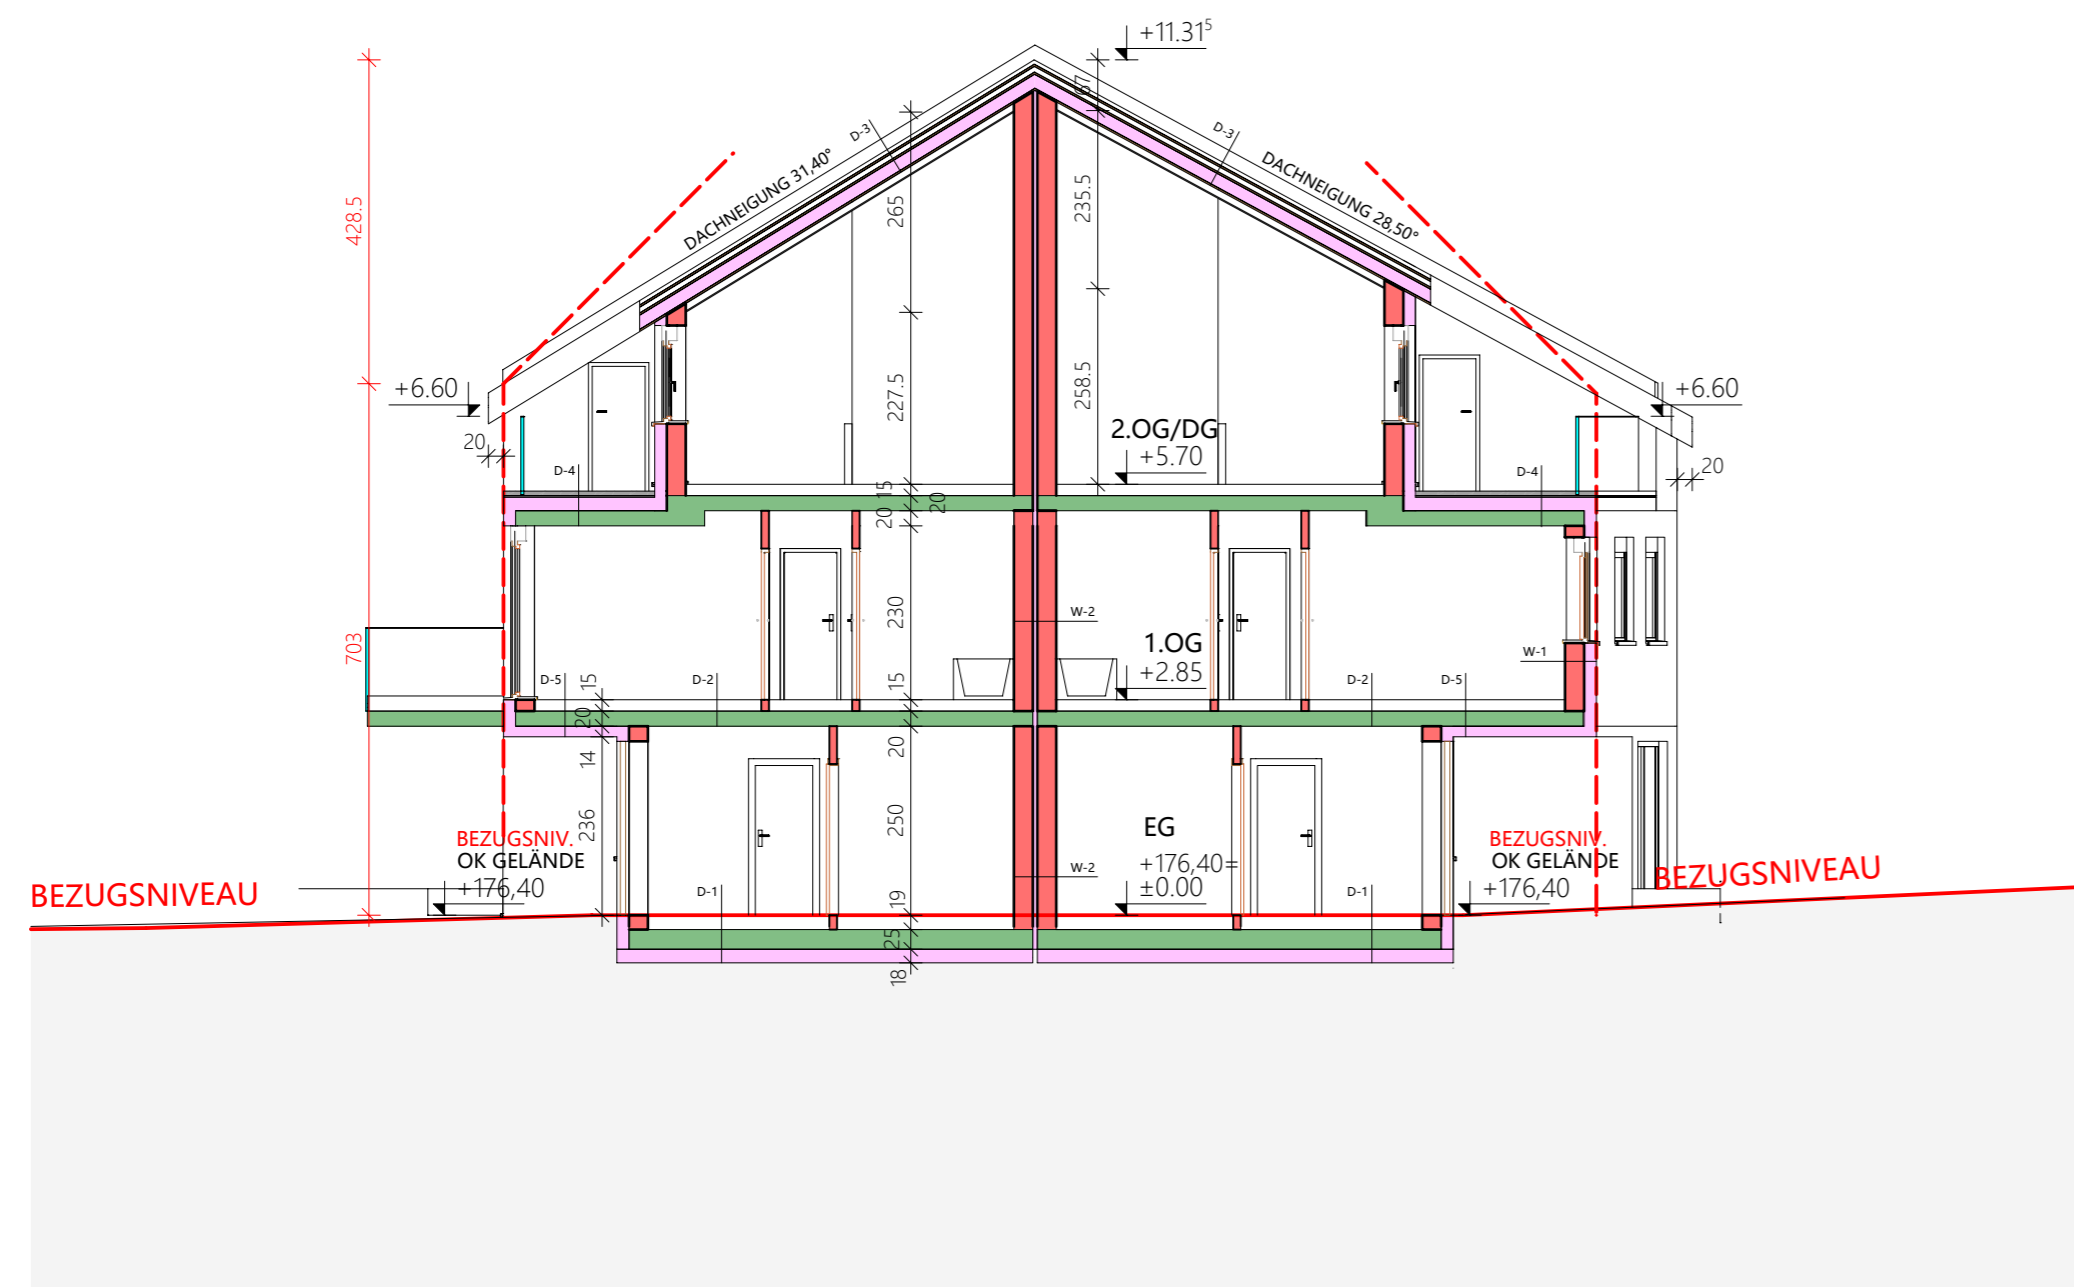 +11.31⁵
67
D-3
D-3
DACHNEIGUNG 31,40°
DACHNEIGUNG 28,50°
428.5
265
235.5
+6.60
+6.60
227.5
258.5
2.OG/DG
+5.70
20
20
D-4
D-4
15
20
20
703
230
W-2
1.OG
+2.85
W-1
D-5
15
D-2
15
D-2
D-5
20
14
20
236
250
EG
+176,40=
±0.00
W-2
BEZUGSNIV.
OK GELÄNDE
+176,40
BEZUGSNIV.
OK GELÄNDE
+176,40
BEZUGSNIVEAU
BEZUGSNIVEAU
D-1
19
D-1
25
18